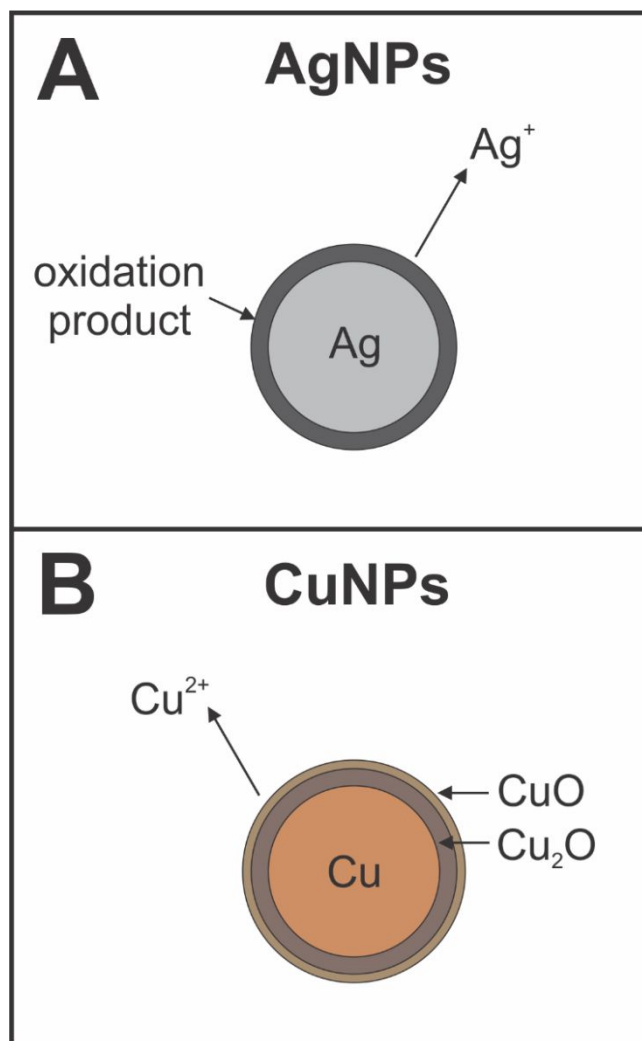 A
AgNPs
Ag⁺
oxidation
product
Ag
B
CuNPs
Cu²⁺
CuO
Cu₂O
Cu